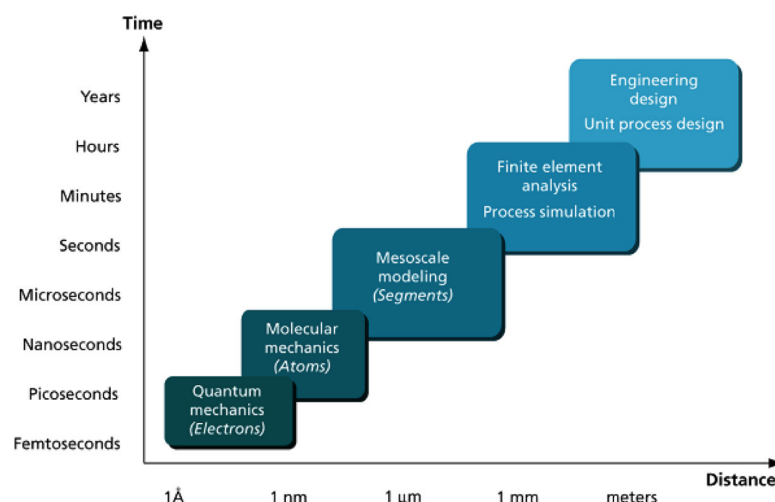 Time
Years
Hours
Minutes
Seconds
Microseconds
Nanoseconds
Picoseconds
Femtoseconds
Engineering
design
Unit process design
Finite element
analysis
Process simulation
Mesoscale
modeling
(Segments)
Molecular
mechanics
(Atoms)
Quantum
mechanics
(Electrons)
Distance
1Å
1 nm
1 µm
1 mm
meters